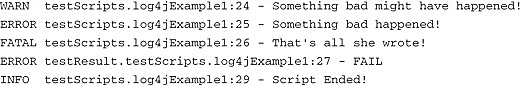 WARN  testScripts.log4jExample1:24 - Something bad might have happened!
ERROR testScripts.log4jExample1:25 - Something bad happened!
FATAL testScripts.log4jExample1:26 - That's all she wrote!
ERROR testResult.testScripts.log4jExample1:27 - FAIL
INFO  testScripts.log4jExample1:29 - Script Ended!